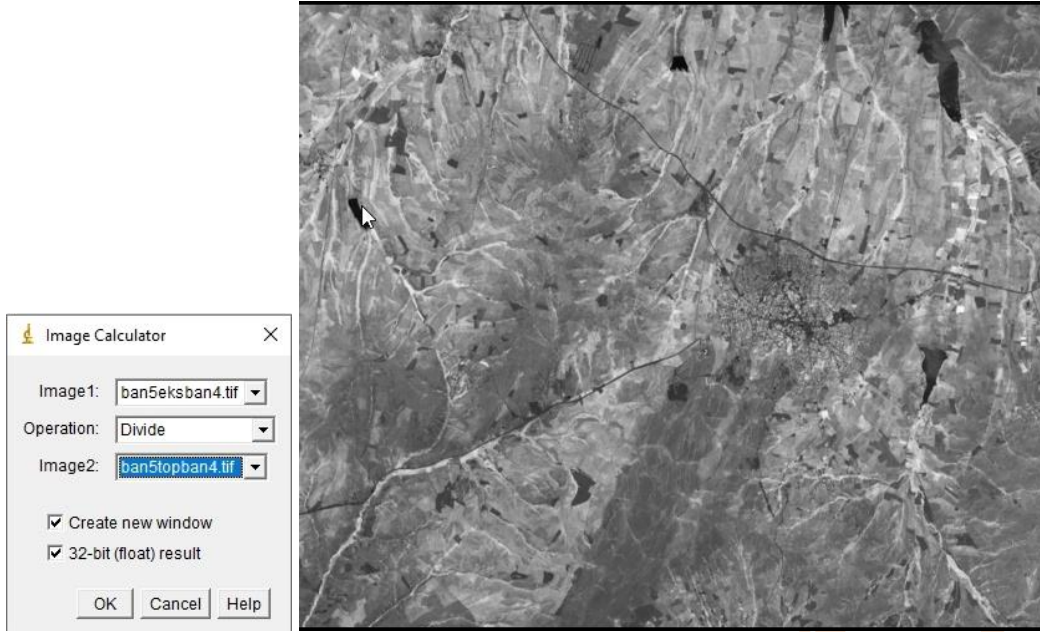 Image Calculator
Image1: ban5eksban4.tif
Operation: Divide
Image2: ban5topban4.tif
Create new window
32-bit (float) result
OK Cancel Help